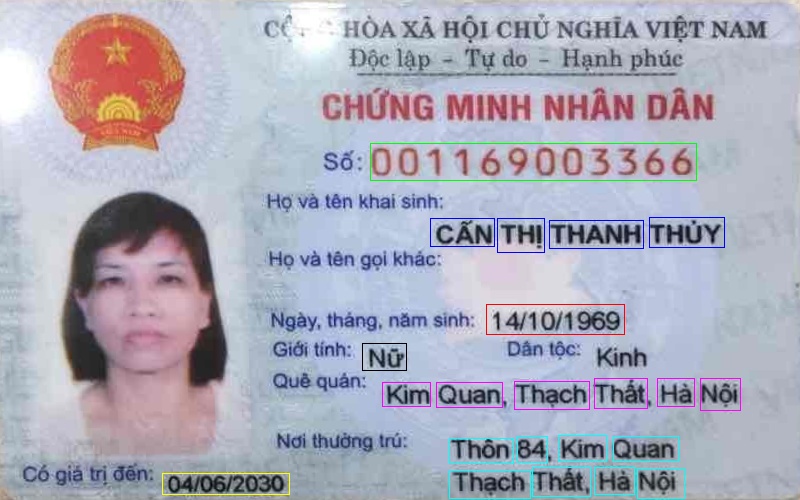 CỘNG HÒA XÃ HỘI CHỦ NGHĨA VIỆT NAM
Độc lập - Tự do - Hạnh phúc
CHỨNG MINH NHÂN DÂN
Số: 001169003366
Họ và tên khai sinh:
CẤN THỊ THANH THỦY
Họ và tên gọi khác:
Ngày, tháng, năm sinh: 14/10/1969
Giới tính: Nữ Dân tộc: Kinh
Quê quán: Kim Quan, Thạch Thất, Hà Nội
Nơi thường trú: Thôn 84, Kim Quan
Thạch Thất, Hà Nội
Có giá trị đến: 04/06/2030